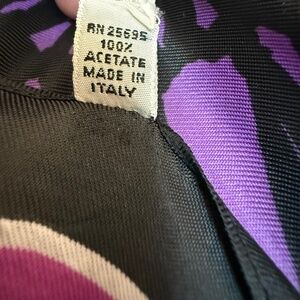 RN 25695
100%
ACETATE
MADE IN
ITALY